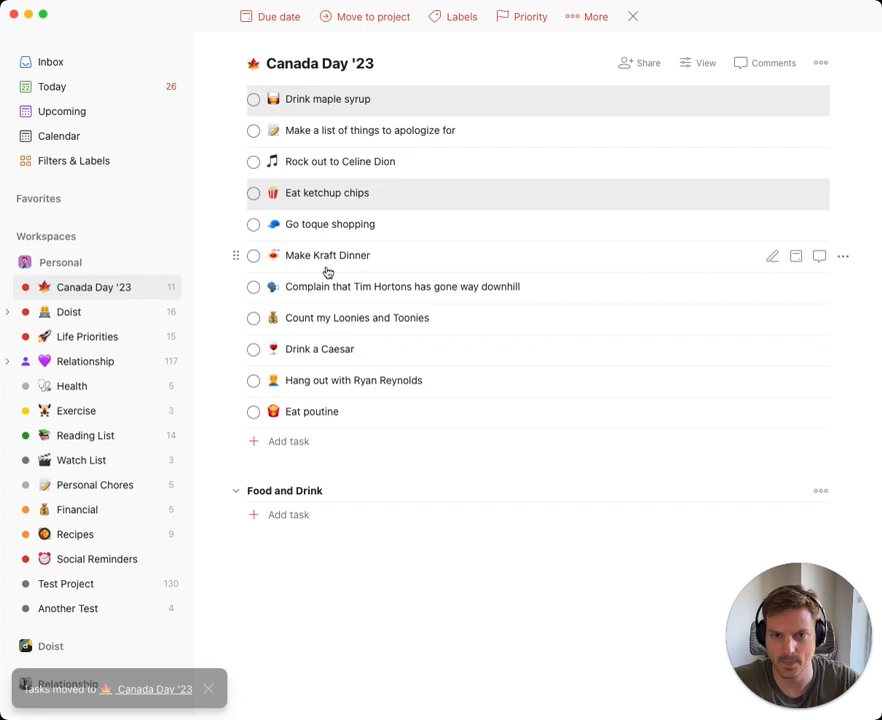 Due date Move to project Labels Priority More
Inbox
Today 26
Upcoming
Calendar
Filters & Labels
Favorites
Workspaces
Personal
Canada Day '23 11
Doist 16
Life Priorities 11
Relationship 117
Health 5
Exercise 3
Reading List 14
Watch List 3
Personal Chores 5
Financial 5
Recipes 9
Social Reminders
Test Project 130
Another Test 4
Doist
Relationship
Tasks moved to Canada Day '23
Canada Day '23
Share View Comments
Drink maple syrup
Make a list of things to apologize for
Rock out to Celine Dion
Eat ketchup chips
Go toque shopping
Make Kraft Dinner
Complain that Tim Hortons has gone way downhill
Count my Loonies and Toonies
Drink a Caesar
Hang out with Ryan Reynolds
Eat poutine
Add task
Food and Drink
Add task